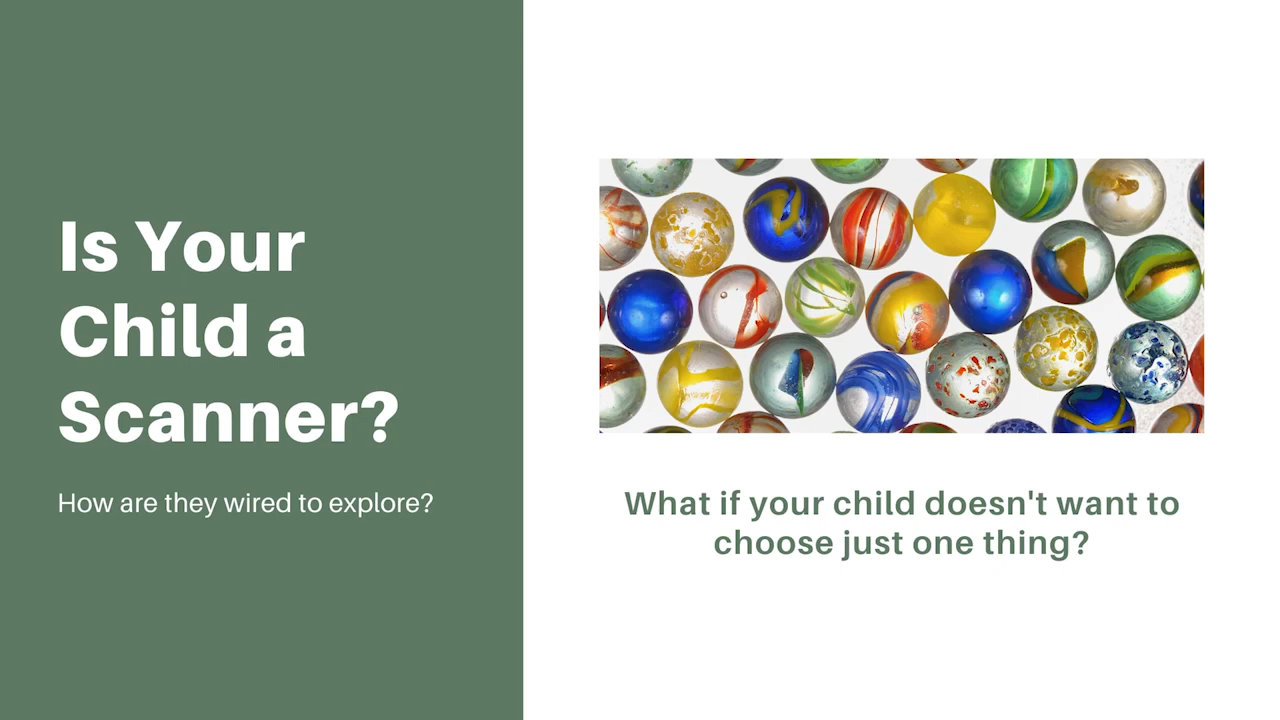 Is Your
Child a
Scanner?
How are they wired to explore?
What if your child doesn't want to
choose just one thing?